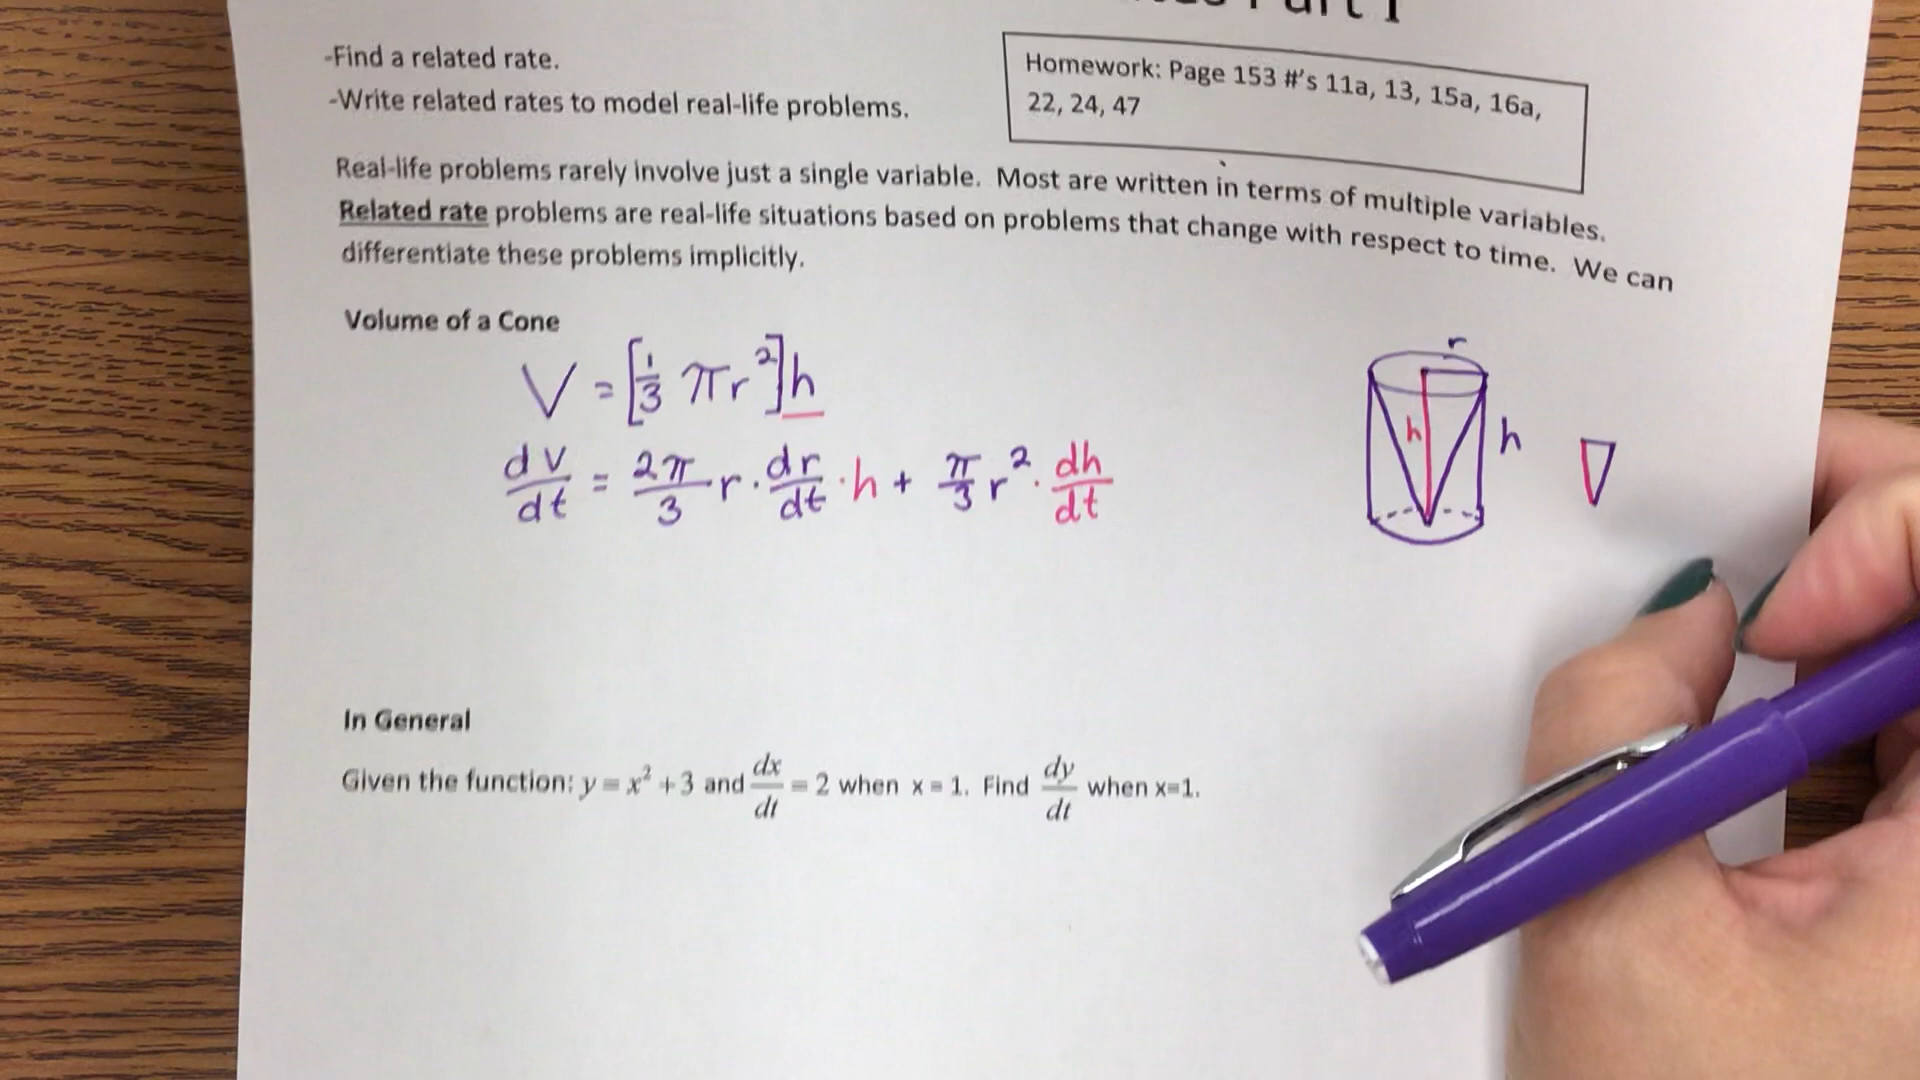 Part 1
-Find a related rate.
-Write related rates to model real-life problems.
Homework: Page 153 #'s 11a, 13, 15a, 16a,
22, 24, 47
Real-life problems rarely involve just a single variable. Most are written in terms of multiple variables.
Related rate problems are real-life situations based on problems that change with respect to time. We can
differentiate these problems implicitly.
Volume of a Cone
V = [1/3 πr²]h
dV/dt = 2π/3 r · dr/dt · h + π/3 r² · dh/dt
r
h
h
In General
Given the function: y = x² + 3 and dx/dt = 2 when x = 1. Find dy/dt when x=1.